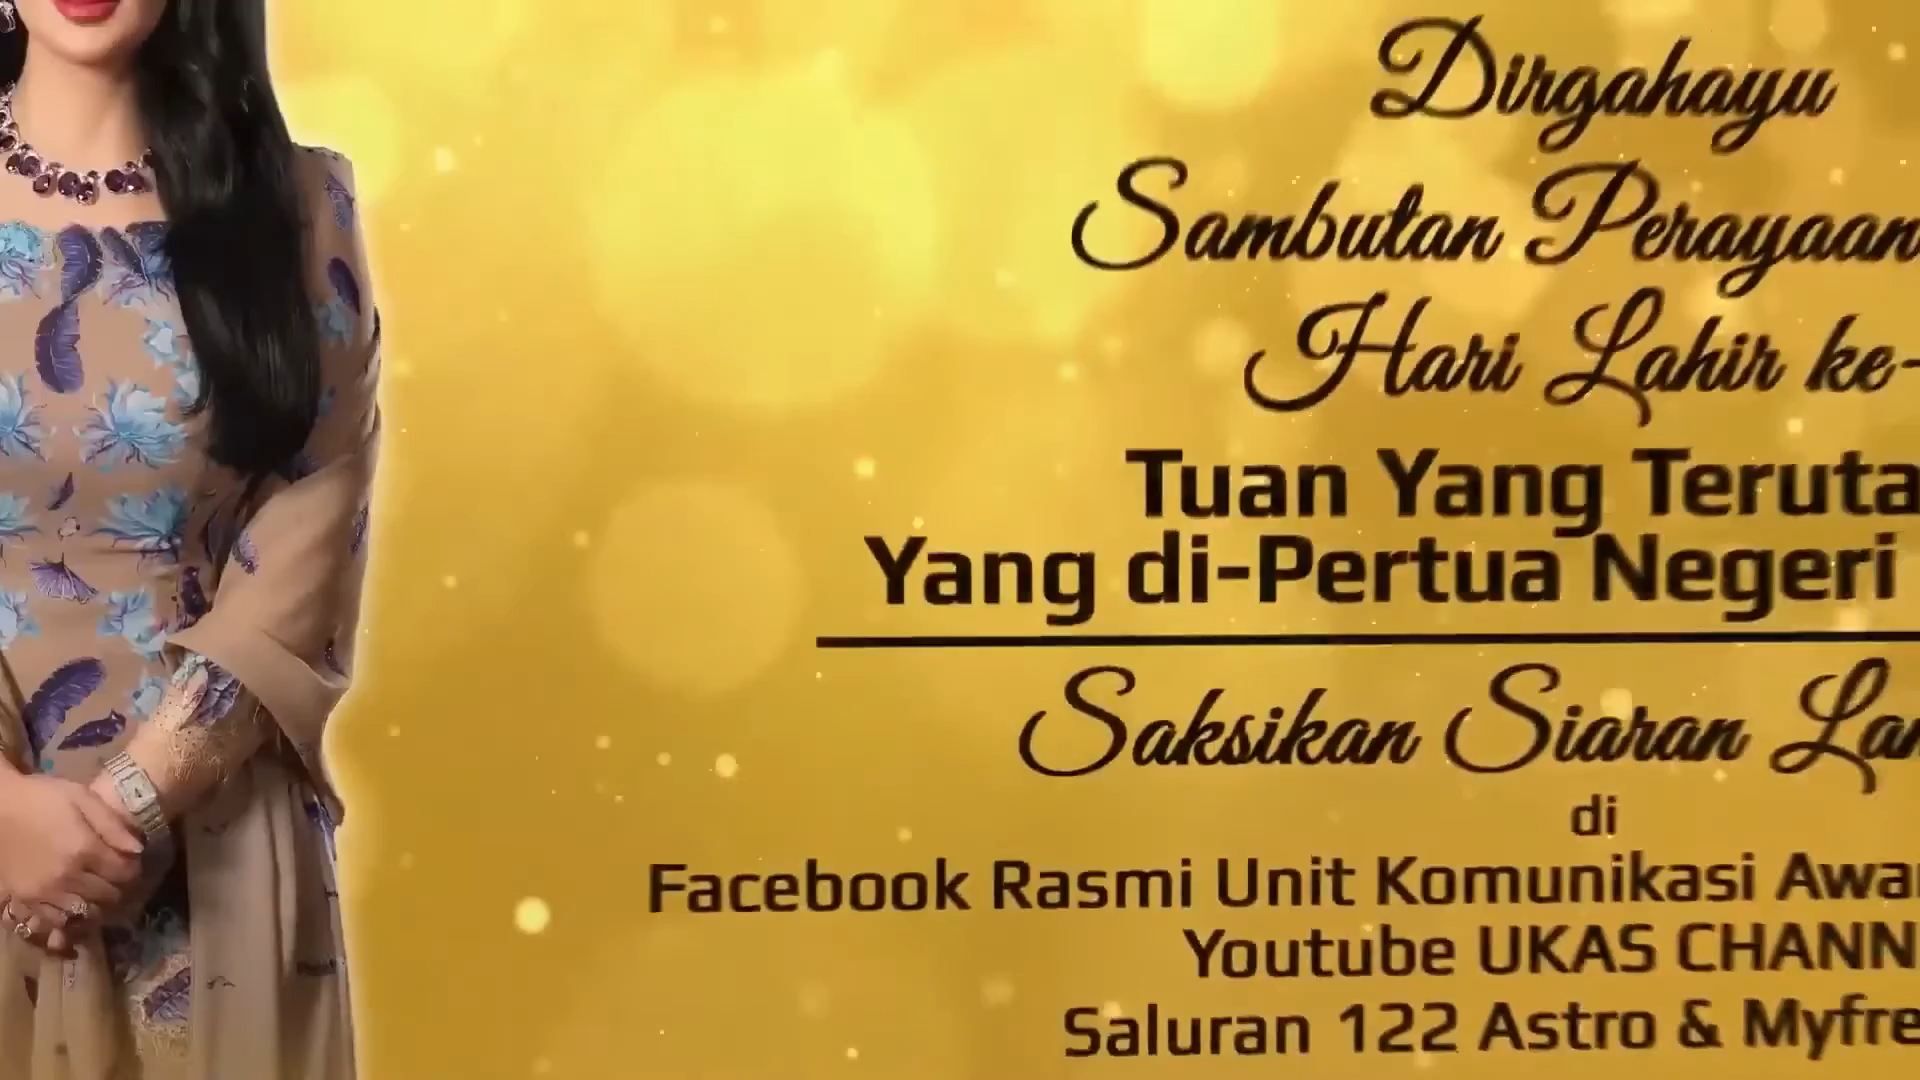 Dirgahayu
Sambutan Perayaan
Hari Lahir ke-
Tuan Yang Teruta
Yang di-Pertua Negeri
Saksikan Siaran Lan
di
Facebook Rasmi Unit Komunikasi Awa
Youtube UKAS CHANN
Saluran 122 Astro & Myfre